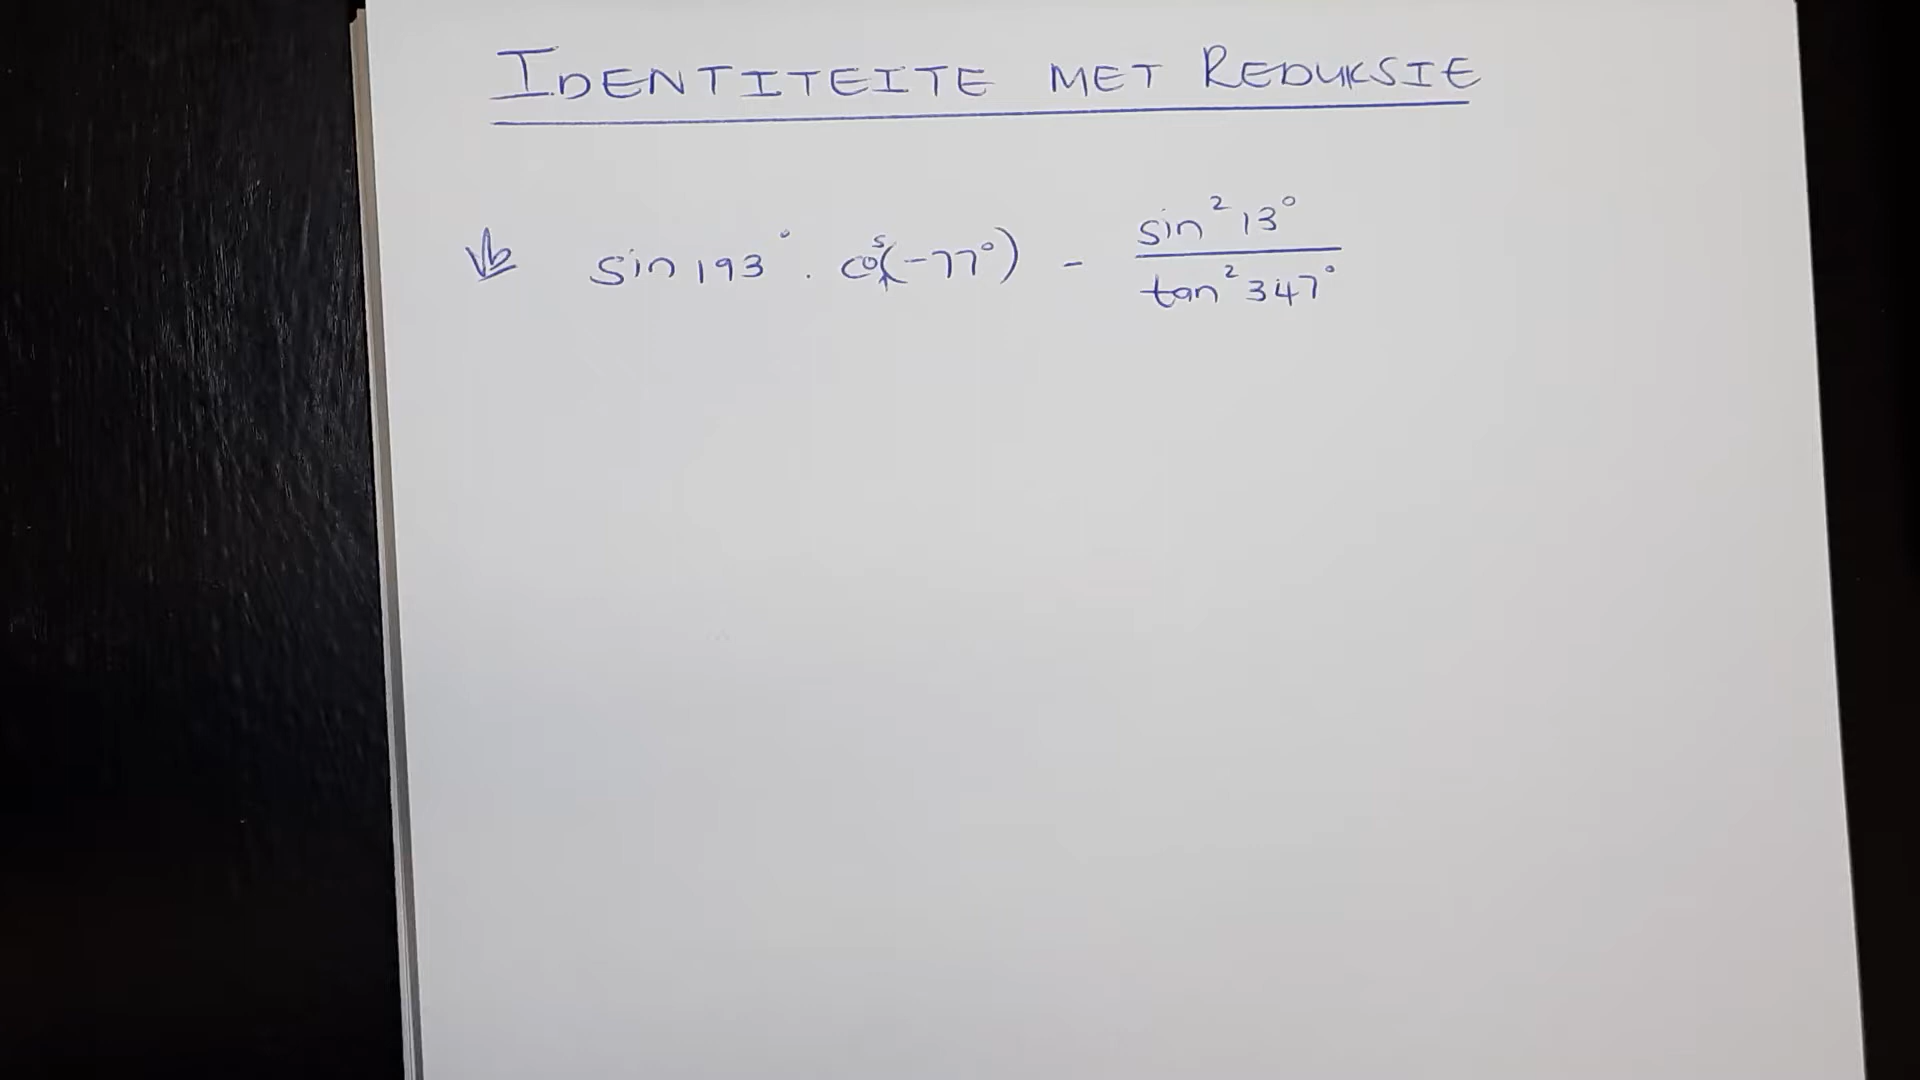 IDENTITEITE MET REDUKSIE
Vb sin 193° . cos(-77°) - sin²13° / tan²347°